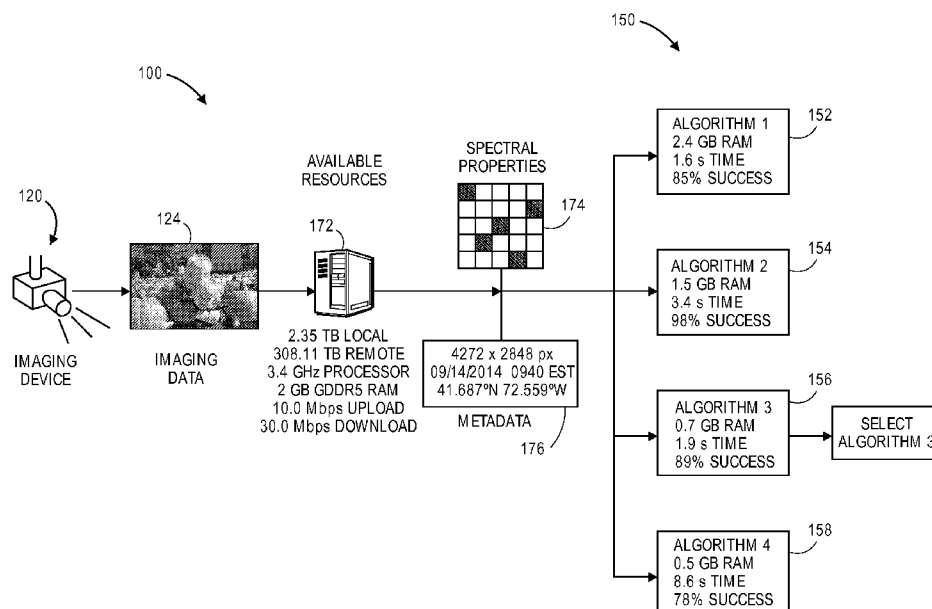 150
100
120
IMAGING
DEVICE
124
IMAGING
DATA
AVAILABLE
RESOURCES
172
2.35 TB LOCAL
308.11 TB REMOTE
3.4 GHz PROCESSOR
2 GB GDDR5 RAM
10.0 Mbps UPLOAD
30.0 Mbps DOWNLOAD
SPECTRAL
PROPERTIES
174
4272 x 2848 px
09/14/2014 0940 EST
41.687ºN 72.559ºW
METADATA
176
ALGORITHM 1
2.4 GB RAM
1.6 s TIME
85% SUCCESS
152
ALGORITHM 2
1.5 GB RAM
3.4 s TIME
98% SUCCESS
154
ALGORITHM 3
0.7 GB RAM
1.9 s TIME
89% SUCCESS
156
SELECT
ALGORITHM 3
ALGORITHM 4
0.5 GB RAM
8.6 s TIME
78% SUCCESS
158